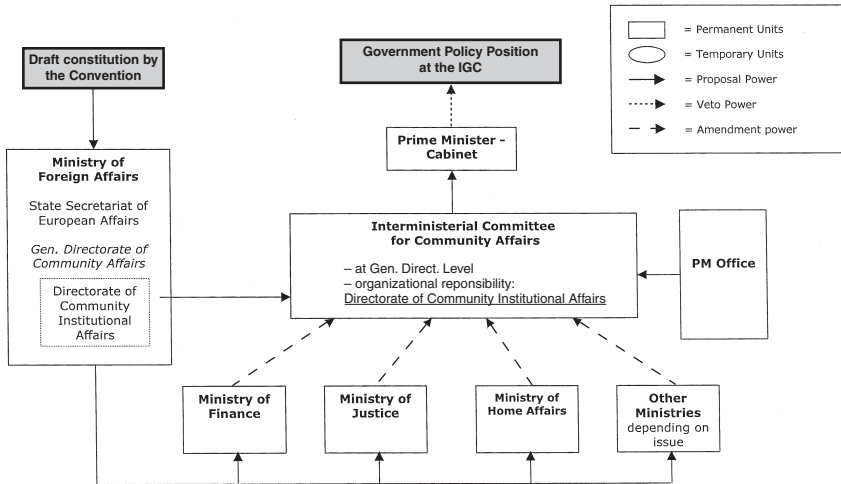 Draft constitution by
the Convention
Government Policy Position
at the IGC
= Permanent Units
= Temporary Units
= Proposal Power
= Veto Power
= Amendment power
Prime Minister -
Cabinet
Ministry of
Foreign Affairs
State Secretariat of
European Affairs
Gen. Directorate of
Community Affairs
Directorate of
Community
Institutional
Affairs
Interministerial Committee
for Community Affairs
– at Gen. Direct. Level
– organizational reponsibility:
Directorate of Community Institutional Affairs
PM Office
Ministry of
Finance
Ministry of
Justice
Ministry of
Home Affairs
Other
Ministries
depending on
issue